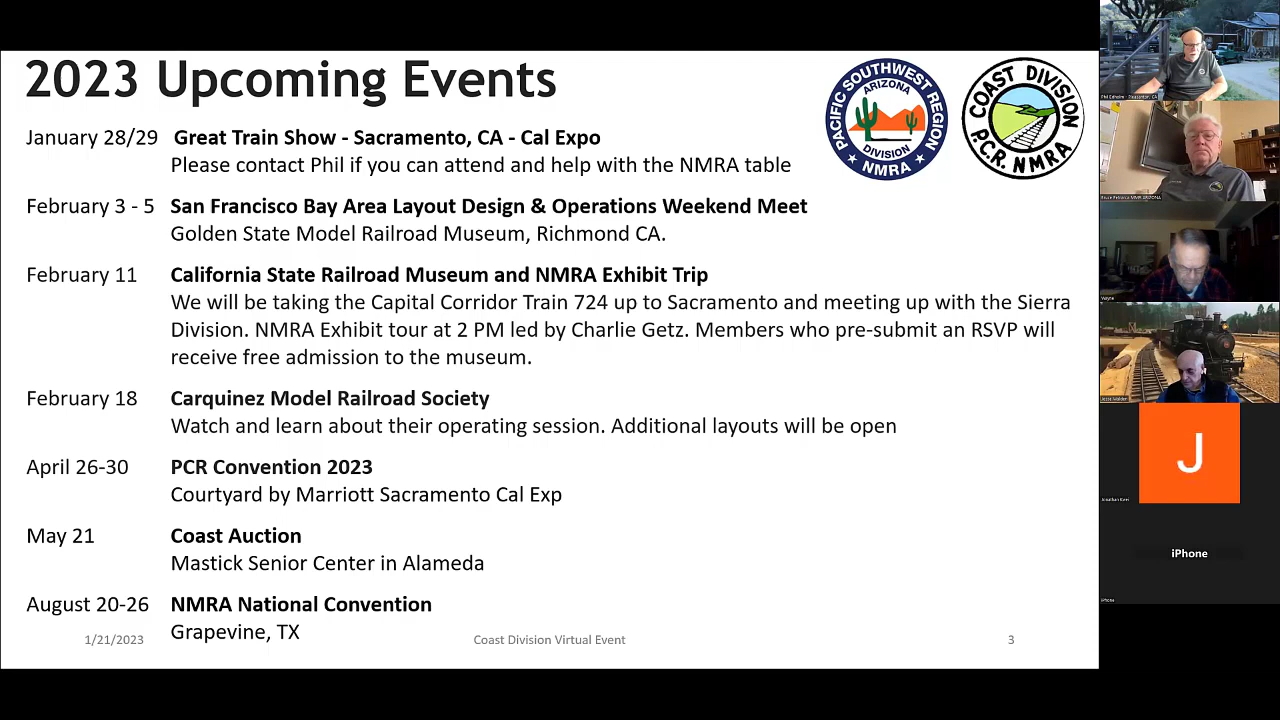 2023 Upcoming Events
PACIFIC SOUTHWEST REGION
ARIZONA
DIVISION
NMRA
COAST DIVISION
P.C.R. NMRA
January 28/29 Great Train Show - Sacramento, CA - Cal Expo
Please contact Phil if you can attend and help with the NMRA table
February 3 - 5 San Francisco Bay Area Layout Design & Operations Weekend Meet
Golden State Model Railroad Museum, Richmond CA.
February 11 California State Railroad Museum and NMRA Exhibit Trip
We will be taking the Capital Corridor Train 724 up to Sacramento and meeting up with the Sierra
Division. NMRA Exhibit tour at 2 PM led by Charlie Getz. Members who pre-submit an RSVP will
receive free admission to the museum.
February 18 Carquinez Model Railroad Society
Watch and learn about their operating session. Additional layouts will be open
April 26-30 PCR Convention 2023
Courtyard by Marriott Sacramento Cal Exp
May 21 Coast Auction
Mastick Senior Center in Alameda
August 20-26 NMRA National Convention
Grapevine, TX
1/21/2023 Coast Division Virtual Event 3
Wayne
J
iPhone
iPhone